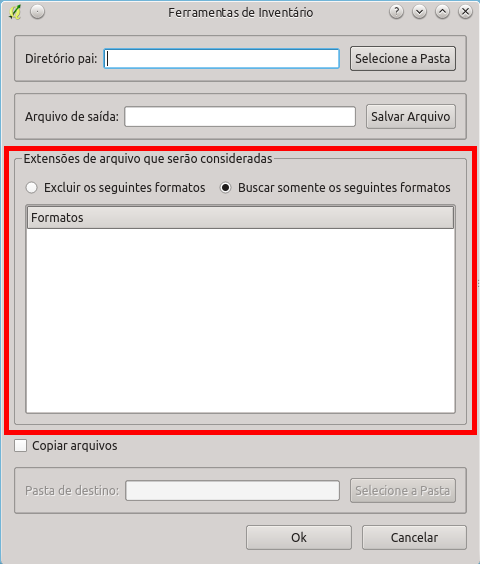 Ferramentas de Inventário
Diretório pai: Selecione a Pasta
Arquivo de saída: Salvar Arquivo
Extensões de arquivo que serão consideradas
Excluir os seguintes formatos Buscar somente os seguintes formatos
Formatos
Copiar arquivos
Pasta de destino: Selecione a Pasta
Ok Cancelar